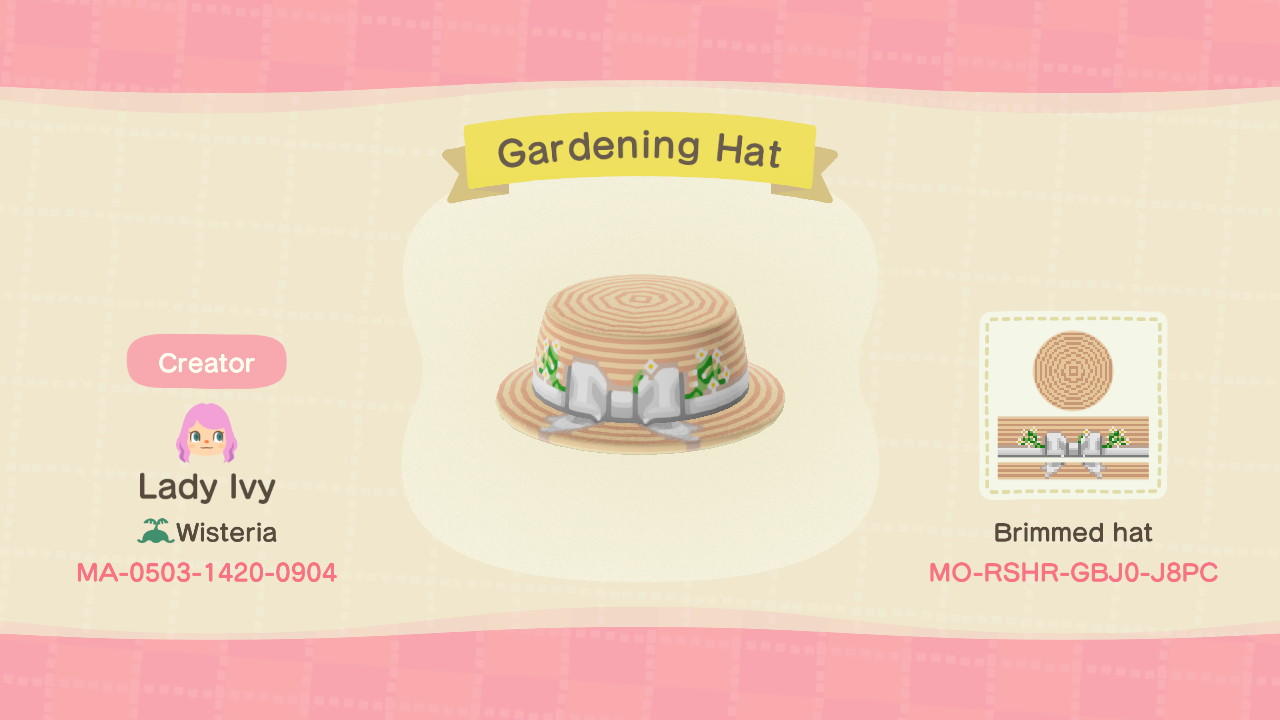 Gardening Hat
Creator
Lady Ivy
Wisteria
MA-0503-1420-0904
Brimmed hat
MO-RSHR-GBJ0-J8PC